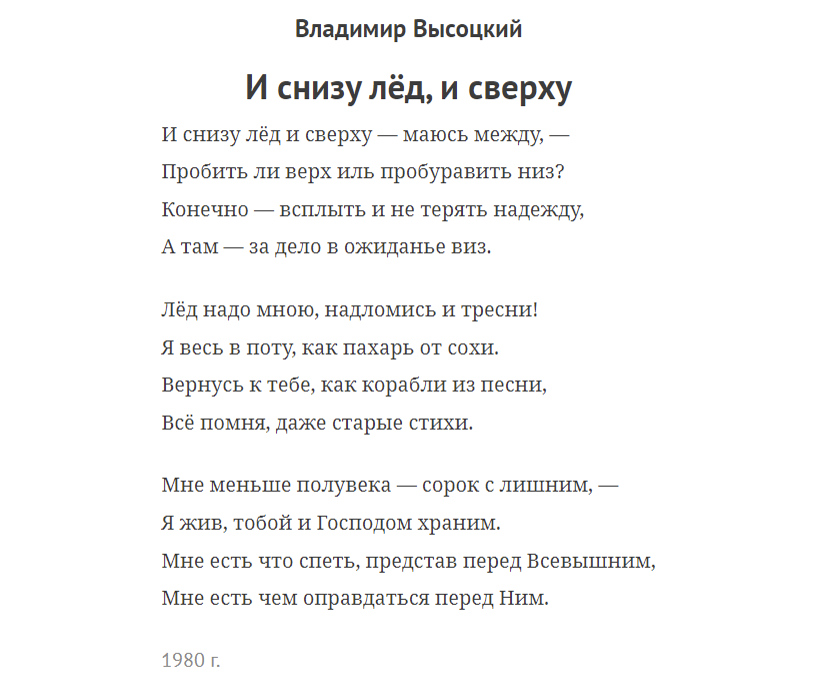 Владимир Высоцкий
И снизу лёд, и сверху
И снизу лёд и сверху — маюсь между, —
Пробить ли верх иль пробуравить низ?
Конечно — всплыть и не терять надежду,
А там — за дело в ожиданье виз.
Лёд надо мною, надломись и тресни!
Я весь в поту, как пахарь от сохи.
Вернусь к тебе, как корабли из песни,
Всё помня, даже старые стихи.
Мне меньше полувека — сорок с лишним, —
Я жив, тобой и Господом храним.
Мне есть что спеть, представ перед Всевышним,
Мне есть чем оправдаться перед Ним.
1980 г.